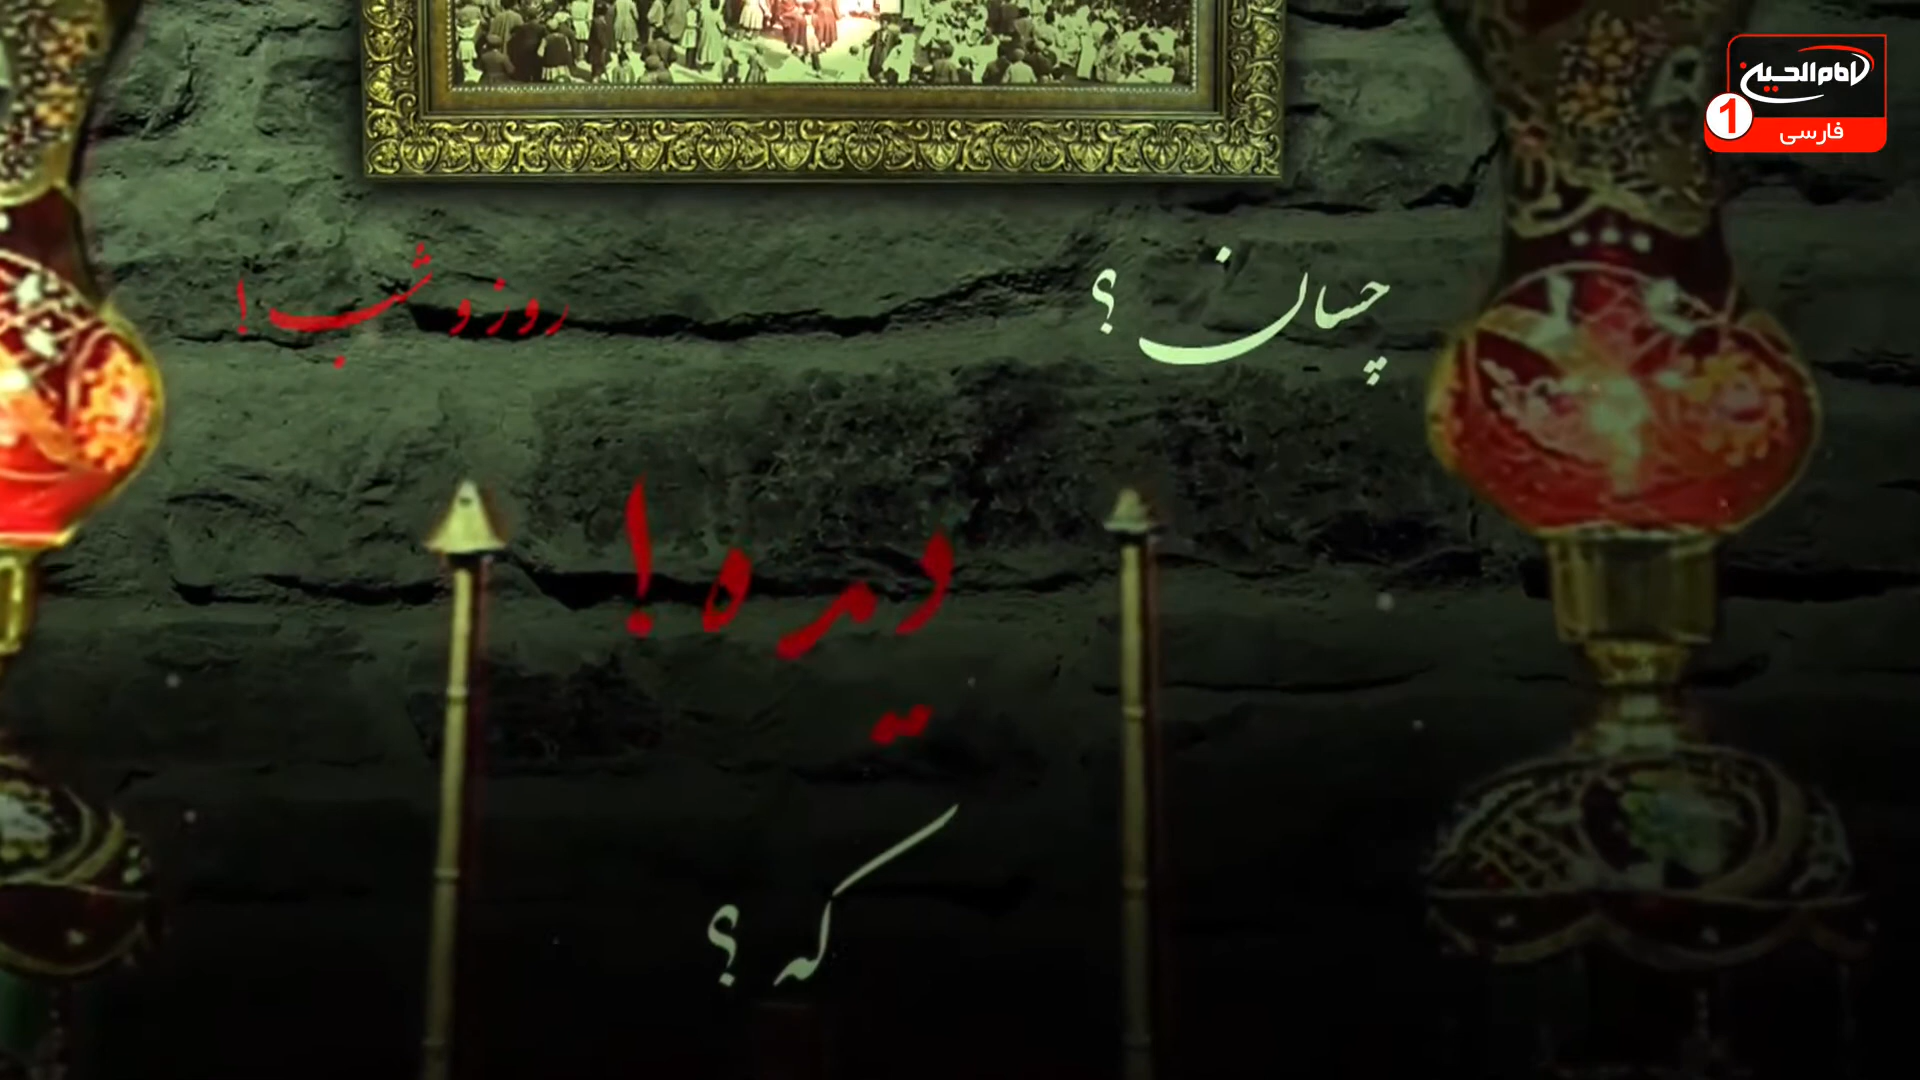 امام الحسین
1
فارسی
چسان ؟
روز و شب !
دیده !
که ؟